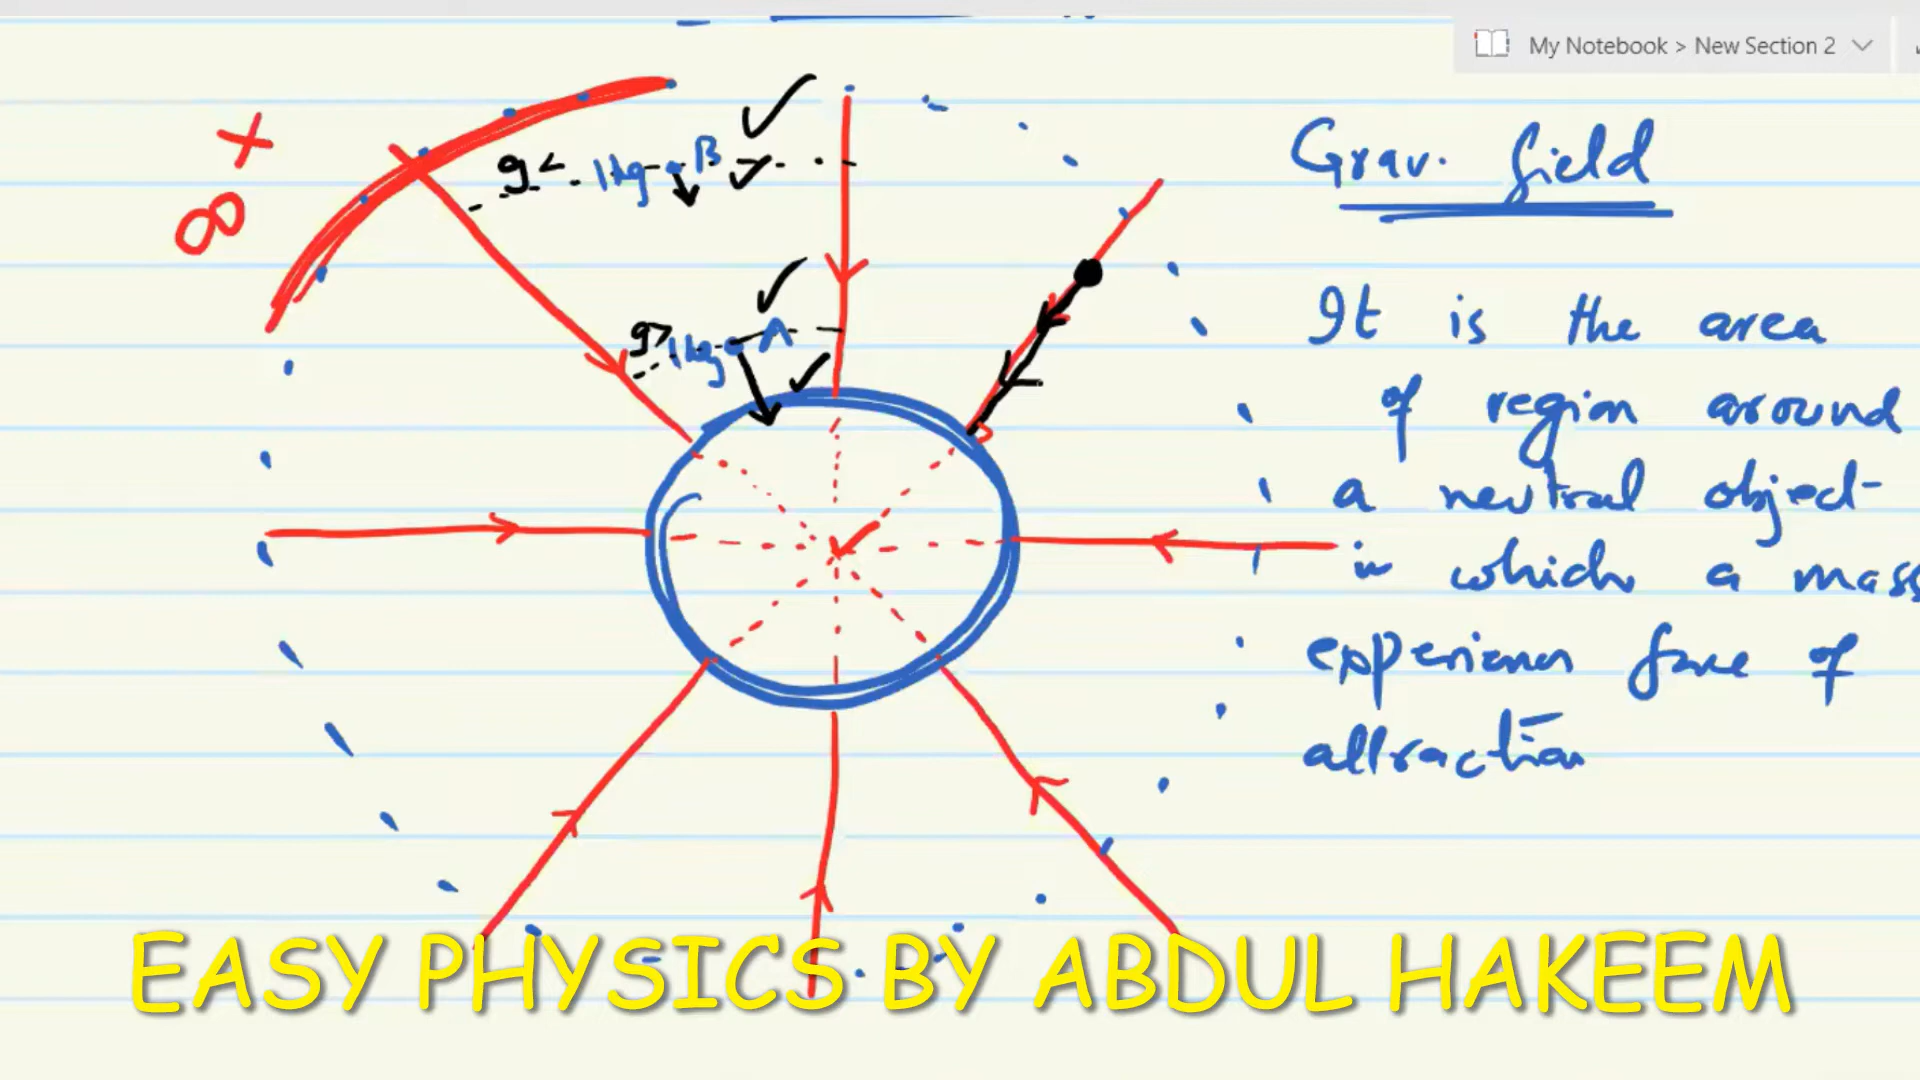 My Notebook > New Section 2
Grav. field
∞
g< 1kg B
g> 1kg A
It is the area
of region around
a neutral object
in which a mass
experiences force of
attraction
EASY PHYSICS BY ABDUL HAKEEM